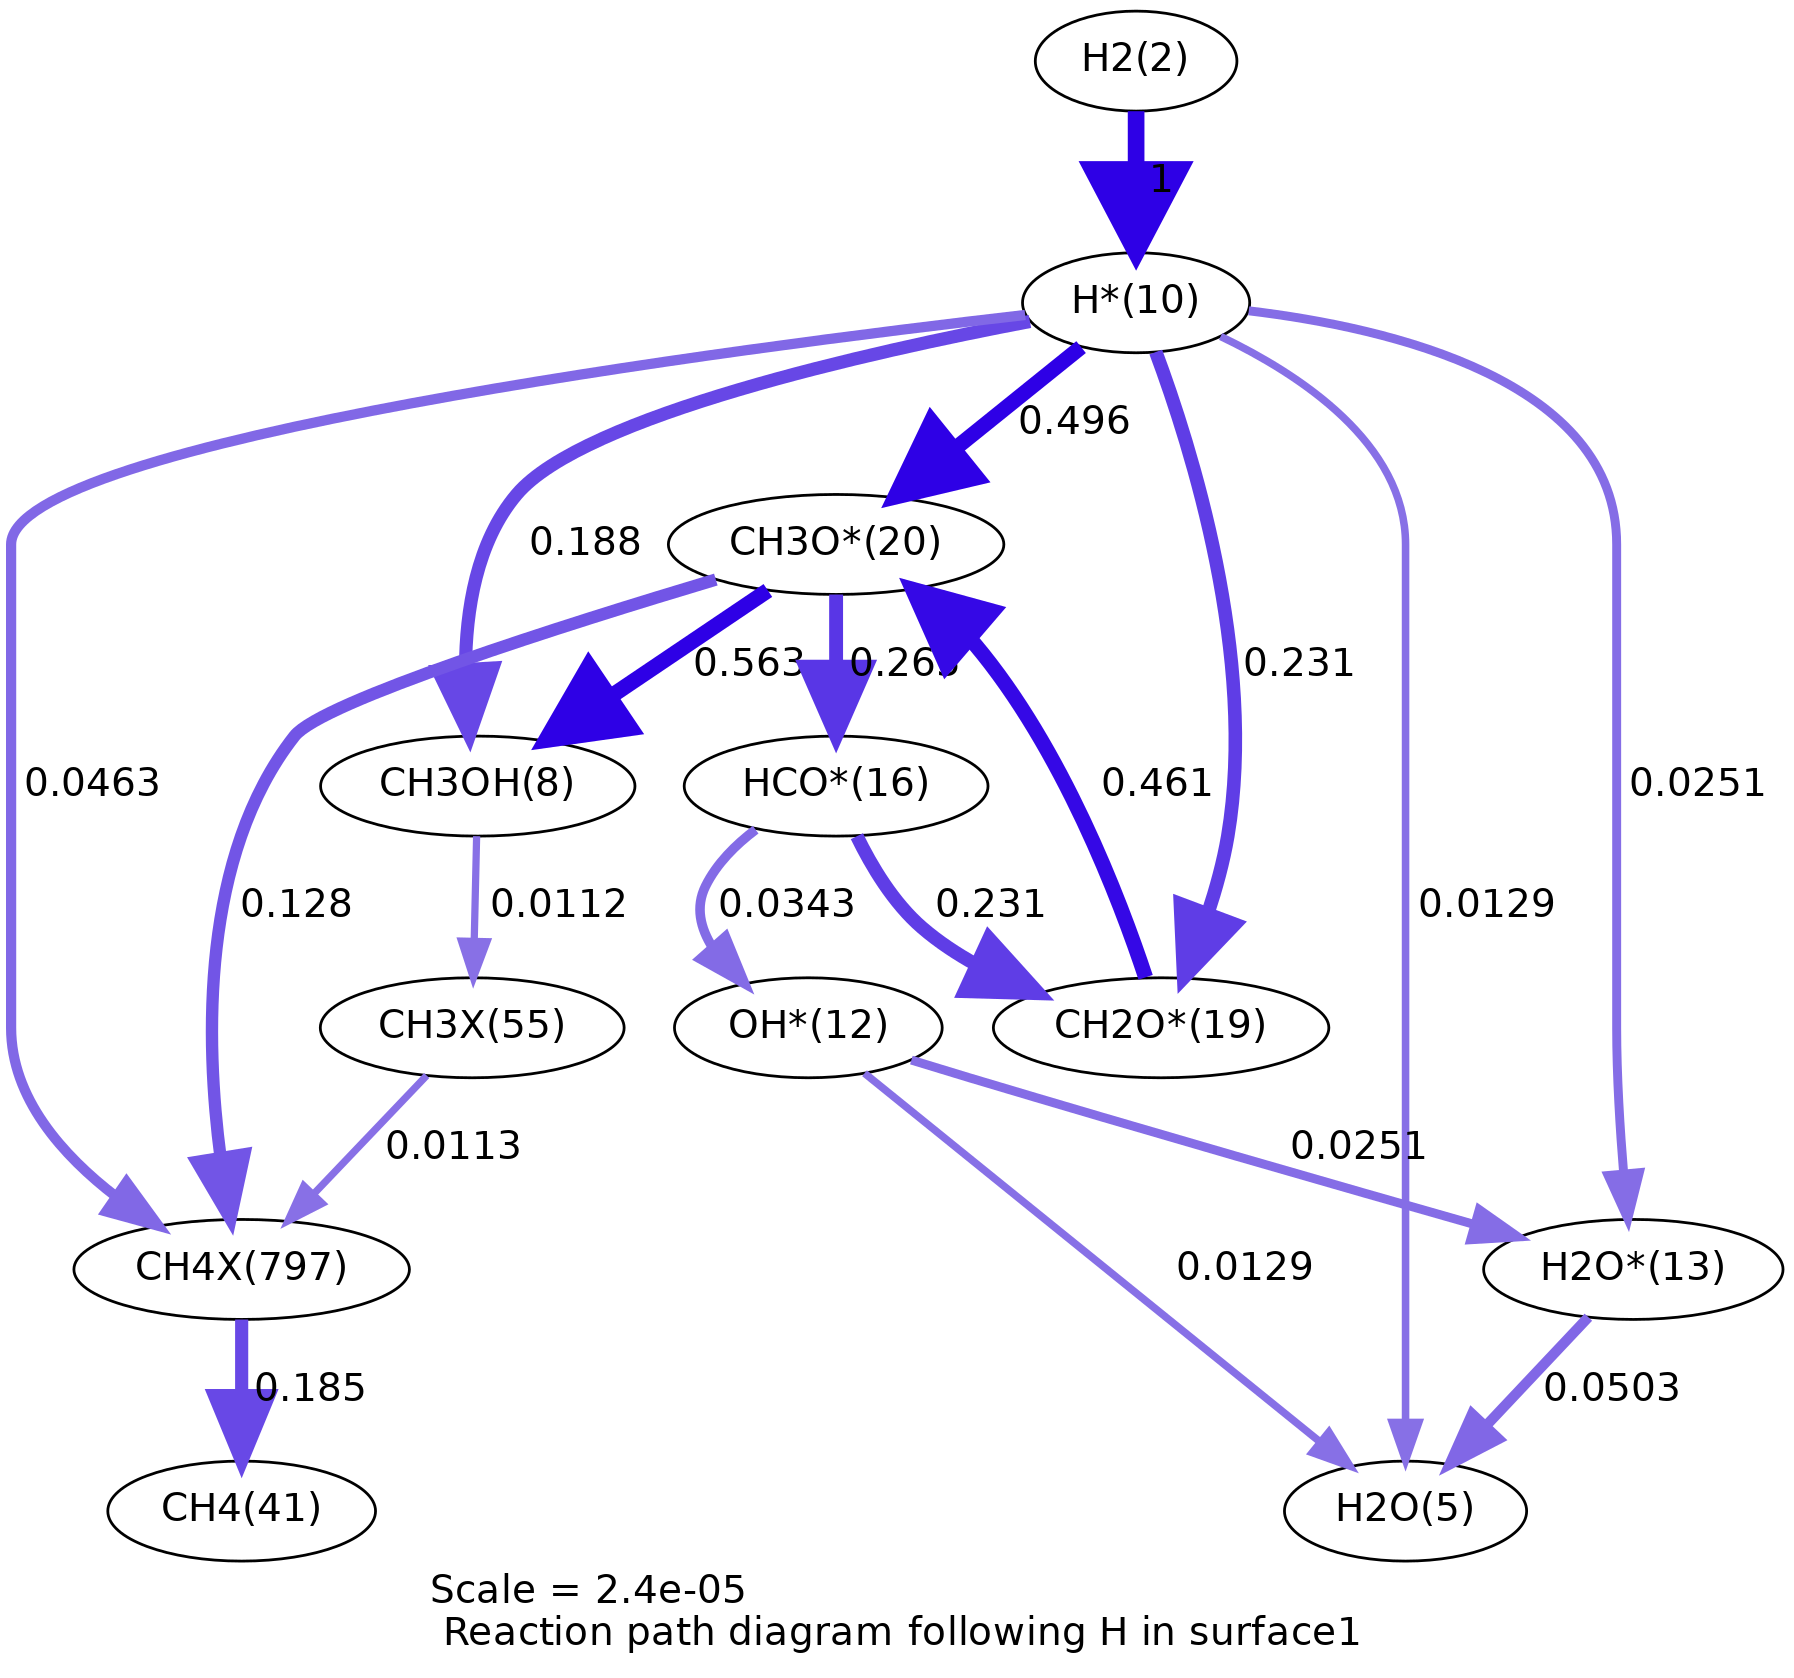 H2(2)
1
H*(10)
0.496
0.188
CH3O*(20)
0.563
0.231
CH3OH(8)
HCO*(16)
0.0463
0.461
0.0251
0.128
0.0112
0.0343
0.231
0.0129
CH3X(55)
OH*(12)
CH2O*(19)
0.0113
0.0251
CH4X(797)
0.0129
H2O*(13)
0.185
0.0503
CH4(41)
H2O(5)
Scale = 2.4e-05
Reaction path diagram following H in surface1